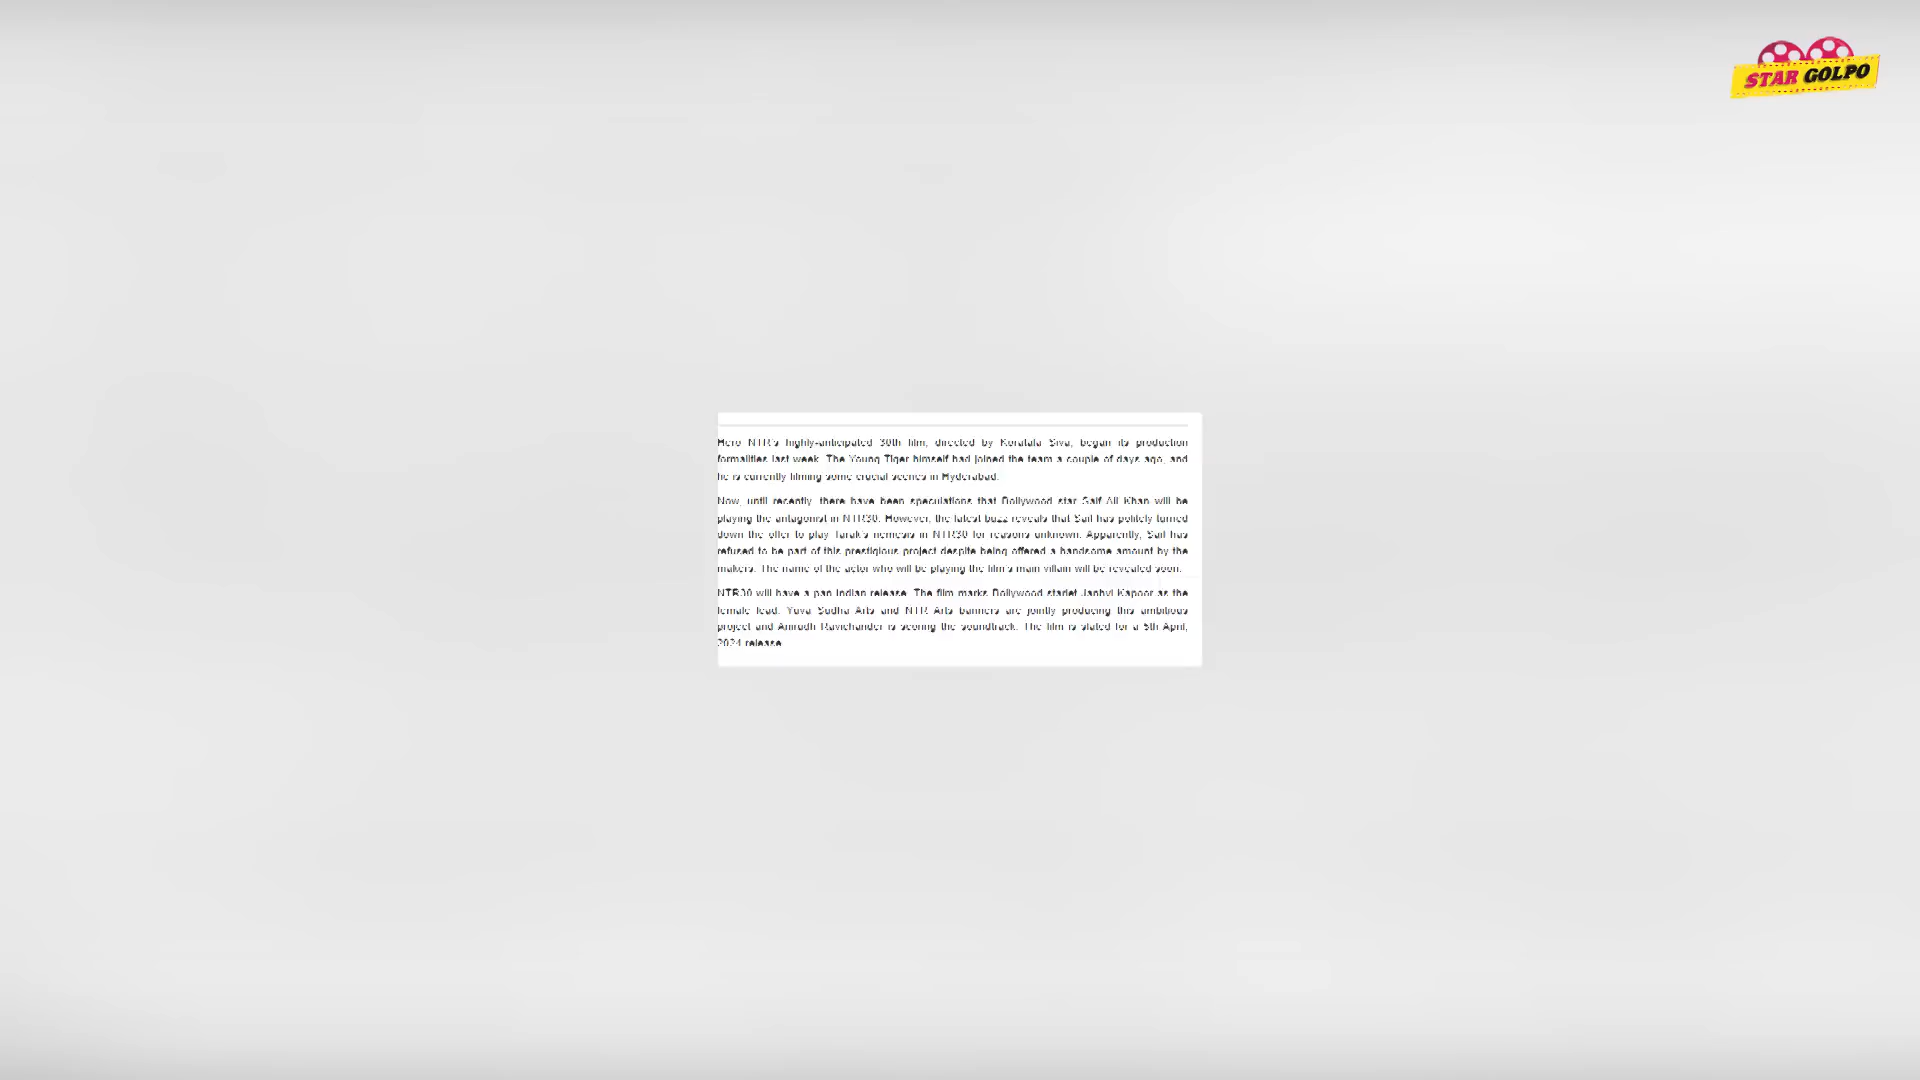 STAR GOLPO
Hero NTR's highly-anticipated 30th film, directed by Koratala Siva, began its production
formalities last week. The Young Tiger himself had joined the team a couple of days ago, and
he is currently filming some crucial scenes in Hyderabad.
Now, until recently, there have been speculations that Bollywood star Saif Ali Khan will be
playing the antagonist in NTR30. However, the latest buzz reveals that Saif has politely turned
down the offer to play Tarak's nemesis in NTR30 for reasons unknown. Apparently, Saif has
refused to be part of this prestigious project despite being offered a handsome amount by the
makers. The name of the actor who will be playing the film's main villain will be revealed soon.
NTR30 will have a pan Indian release. The film marks Bollywood starlet Janhvi Kapoor as the
female lead. Yuva Sudha Arts and NTR Arts banners are jointly producing this ambitious
project and Anirudh Ravichander is scoring the soundtrack. The film is slated for a 5th April,
2024 release.